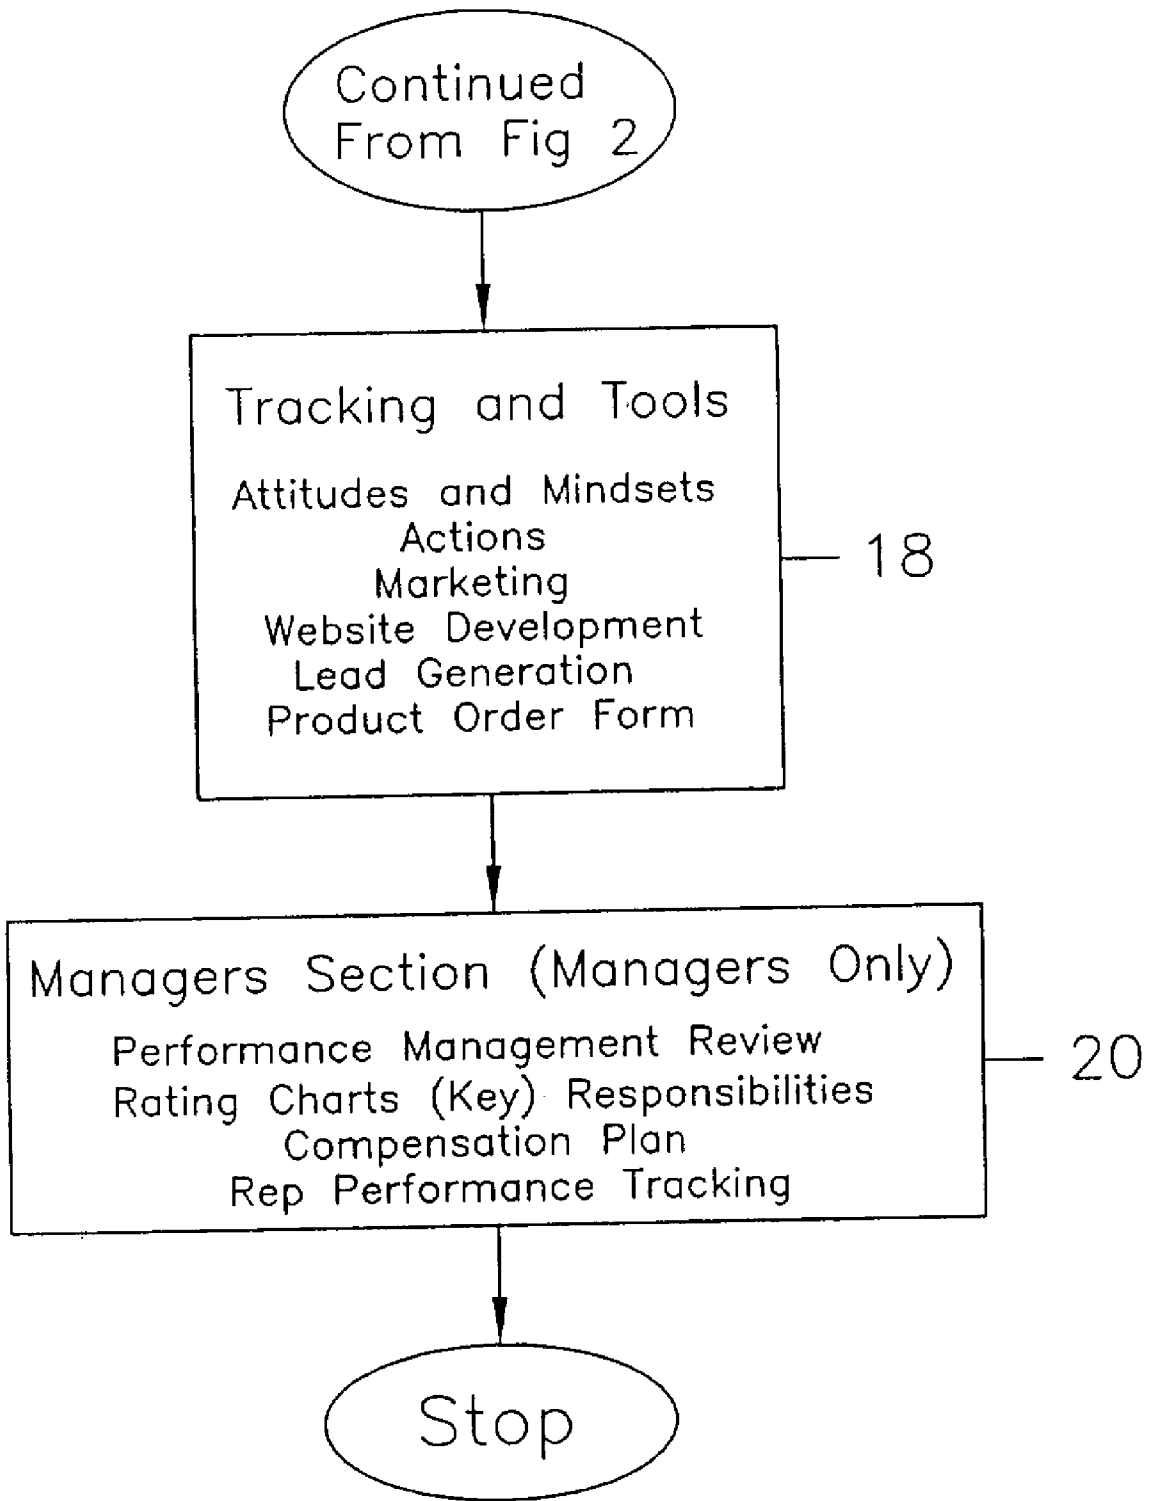 Continued
From Fig 2
Tracking and Tools
Attitudes and Mindsets
Actions
Marketing
Website Development
Lead Generation
Product Order Form
18
Managers Section (Managers Only)
Performance Management Review
Rating Charts (Key) Responsibilities
Compensation Plan
Rep Performance Tracking
20
Stop